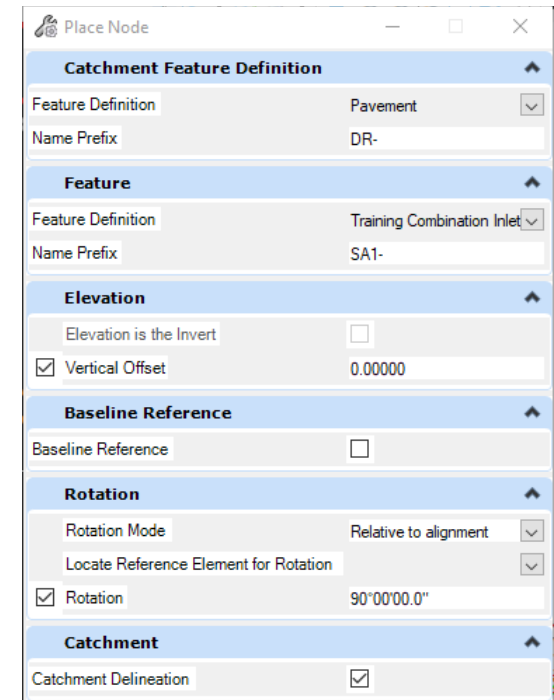 Place Node
Catchment Feature Definition
Feature Definition Pavement
Name Prefix DR-
Feature
Feature Definition Training Combination Inlet
Name Prefix SA1-
Elevation
Elevation is the Invert
Vertical Offset 0.00000
Baseline Reference
Baseline Reference
Rotation
Rotation Mode Relative to alignment
Locate Reference Element for Rotation
Rotation 90°00'00.0"
Catchment
Catchment Delineation